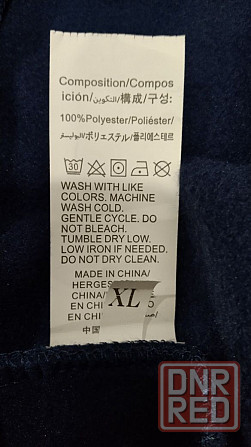 Composition/Compos
ición/التكوين/構成/구성:
100%Polyester/Poliéster/
ポリエステル/폴리에스테르
30
WASH WITH LIKE
COLORS. MACHINE
WASH COLD.
GENTLE CYCLE. DO
NOT BLEACH.
TUMBLE DRY LOW.
LOW IRON IF NEEDED.
DO NOT DRY CLEAN.
MADE IN CHINA/
HERGES
CHINA/
EN CHI
EN CHI
中国
XL
DNR
RED